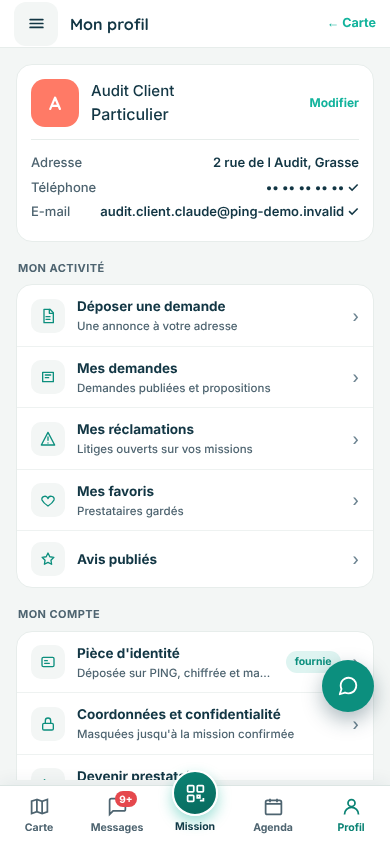 Mon profil
← Carte
A
Audit Client
Particulier
Modifier
Adresse
2 rue de l Audit, Grasse
Téléphone
•• •• •• •• •• ✓
E-mail
audit.client.claude@ping-demo.invalid ✓
MON ACTIVITÉ
Déposer une demande
Une annonce à votre adresse
Mes demandes
Demandes publiées et propositions
Mes réclamations
Litiges ouverts sur vos missions
Mes favoris
Prestataires gardés
Avis publiés
MON COMPTE
Pièce d'identité
Déposée sur PING, chiffrée et ma...
fournie
Coordonnées et confidentialité
Masquées jusqu'à la mission confirmée
Devenir
9+
Carte
Messages
Mission
Agenda
Profil